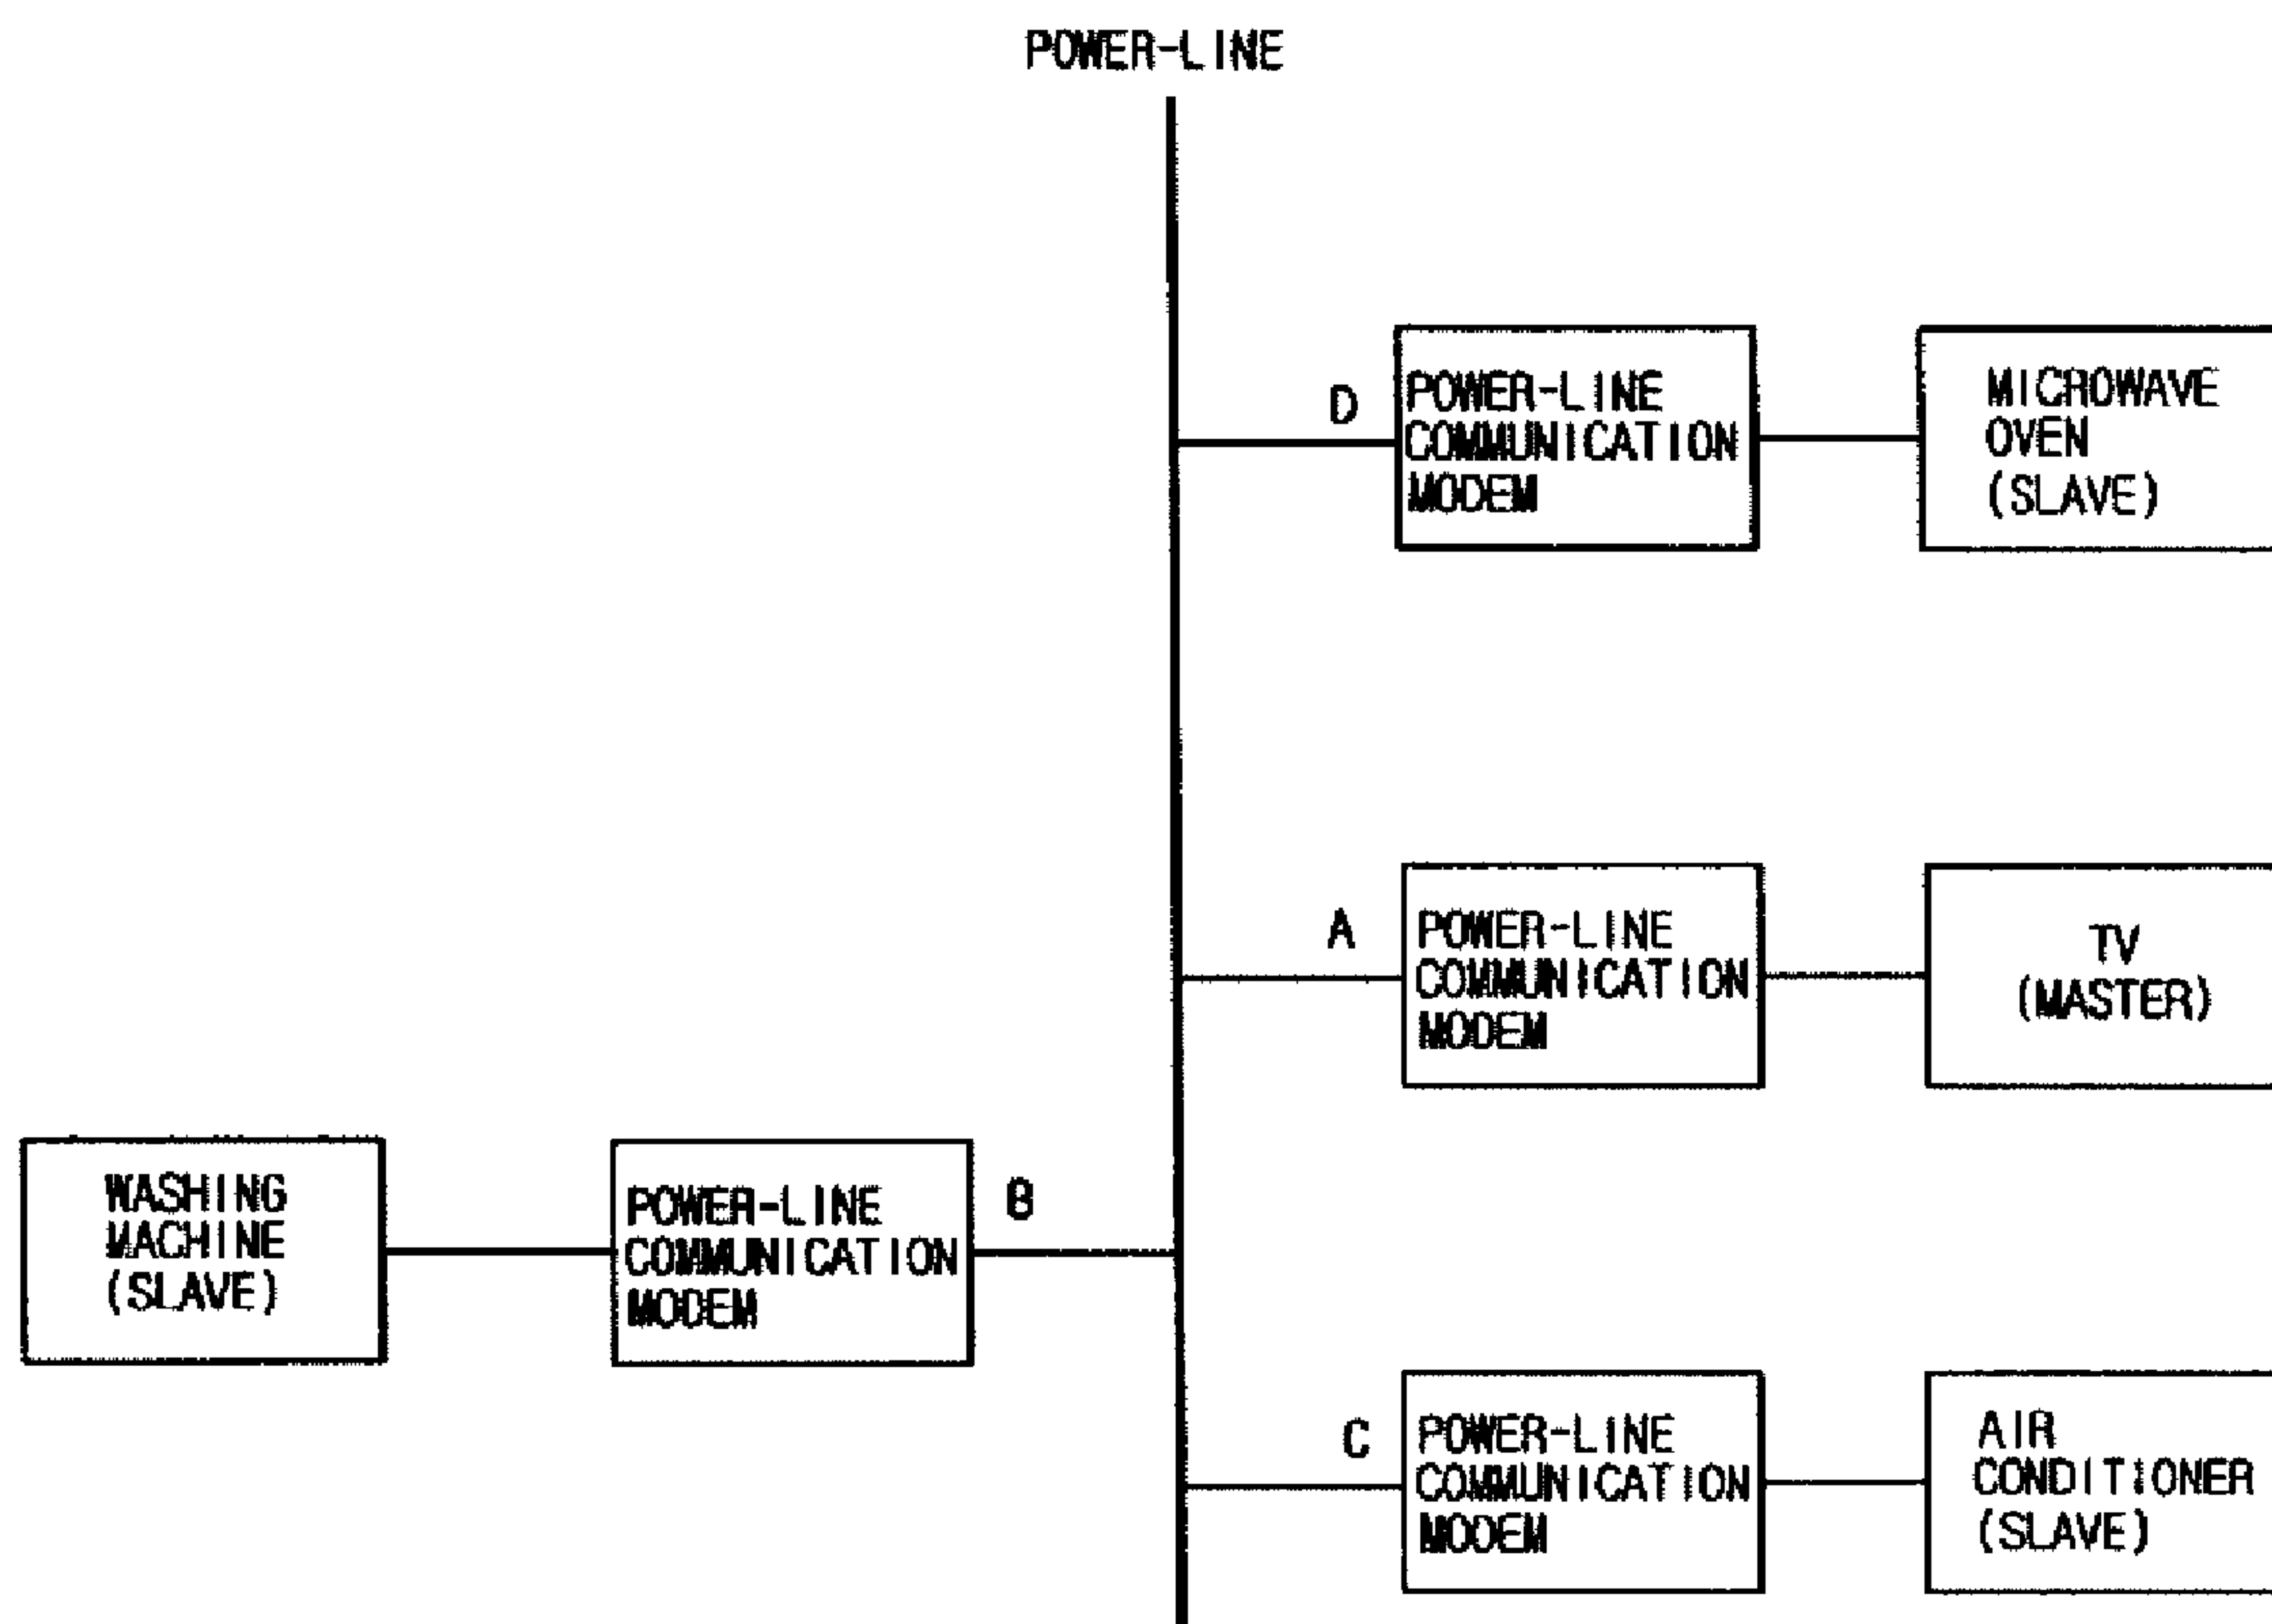 POWER-LINE
D
POWER-LINE
COMMUNICATION
MODEM
MICROWAVE
OVEN
(SLAVE)
A
POWER-LINE
COMMUNICATION
MODEM
TV
(MASTER)
WASHING
MACHINE
(SLAVE)
POWER-LINE
COMMUNICATION
MODEM
B
C
POWER-LINE
COMMUNICATION
MODEM
AIR
CONDITIONER
(SLAVE)